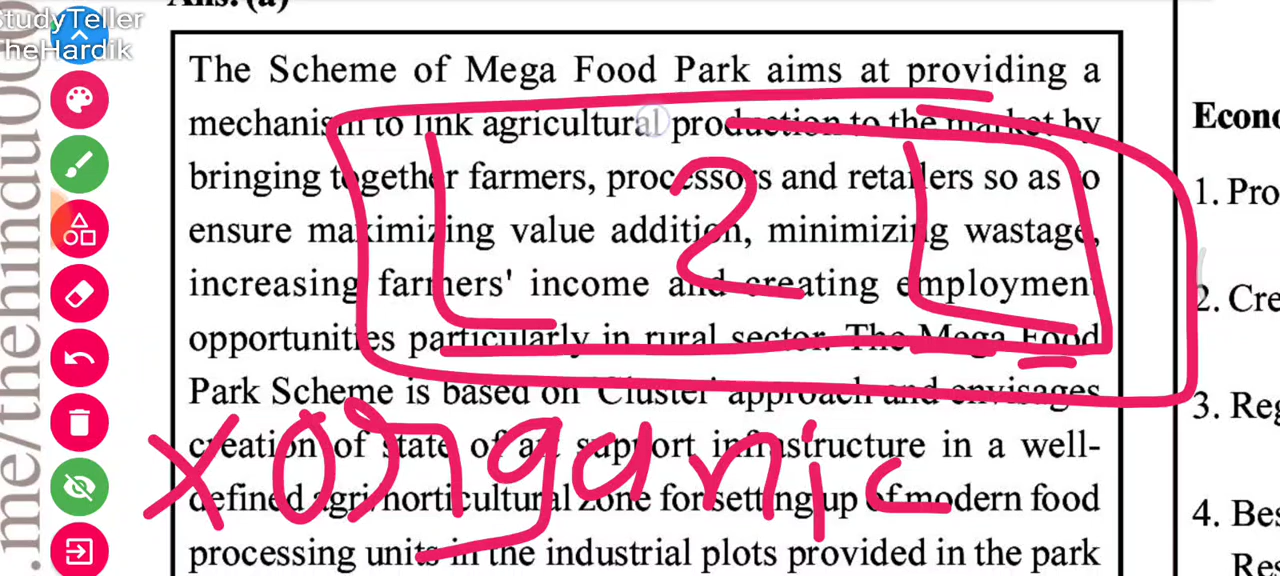 Ans. (a)
StudyTeller
heHardik
.me/thehindu000
The Scheme of Mega Food Park aims at providing a
mechanism to link agricultural production to the market by
bringing together farmers, processors and retailers so as to
ensure maximizing value addition, minimizing wastage,
increasing farmers' income and creating employment
opportunities particularly in rural sector. The Mega Food
Park Scheme is based on 'Cluster' approach and envisages
creation of state of art support infrastructure in a well-
defined agri/horticultural zone for setting up of modern food
processing units in the industrial plots provided in the park
L 2
X Organic
Econo
1. Pro
2. Cre
3. Reg
4. Bes
Res